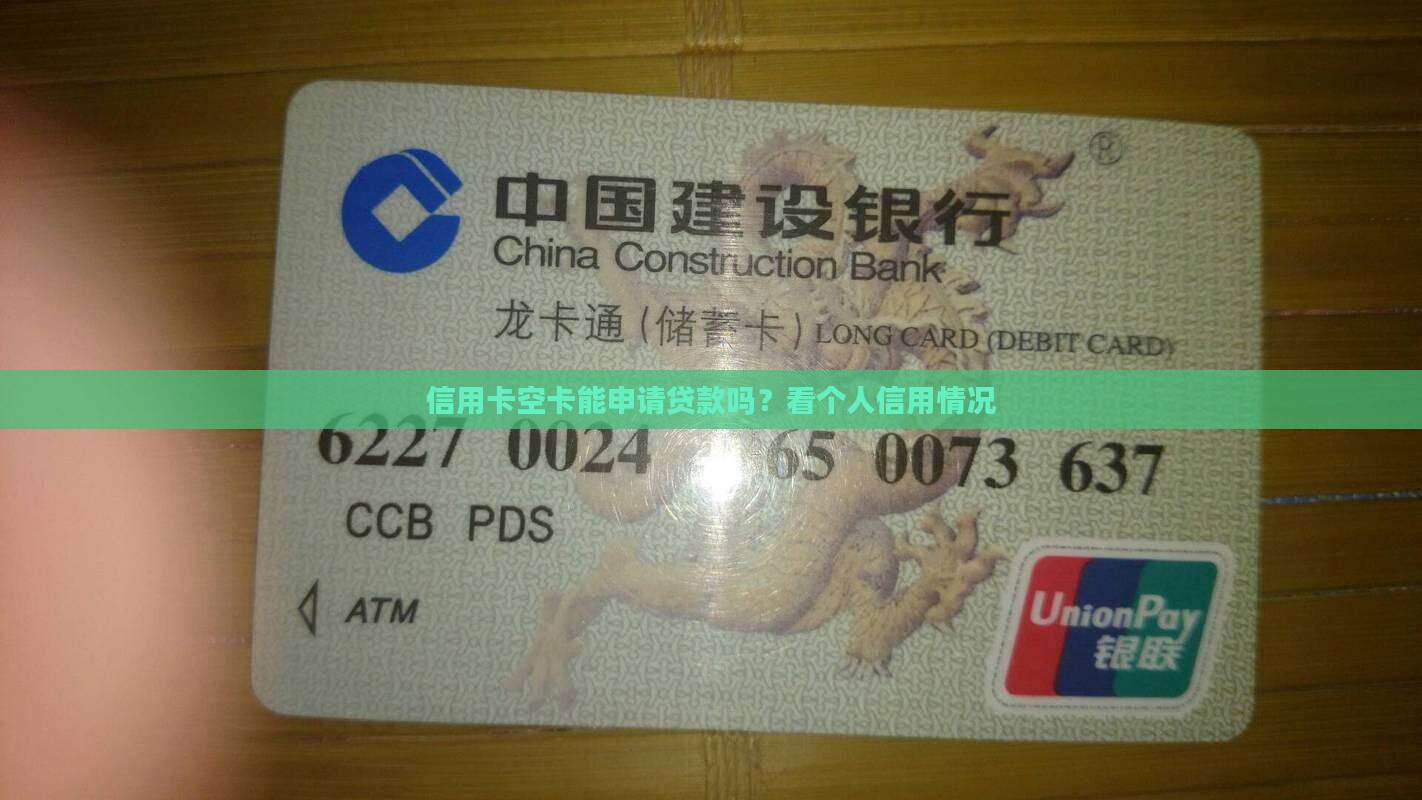 ®
中国建设银行
China Construction Bank
龙卡通(储蓄卡) LONG CARD (DEBIT CARD)
信用卡空卡能申请贷款吗？看个人信用情况
6227 0024 65 0073 637
CCB PDS
ATM
UnionPay
银联